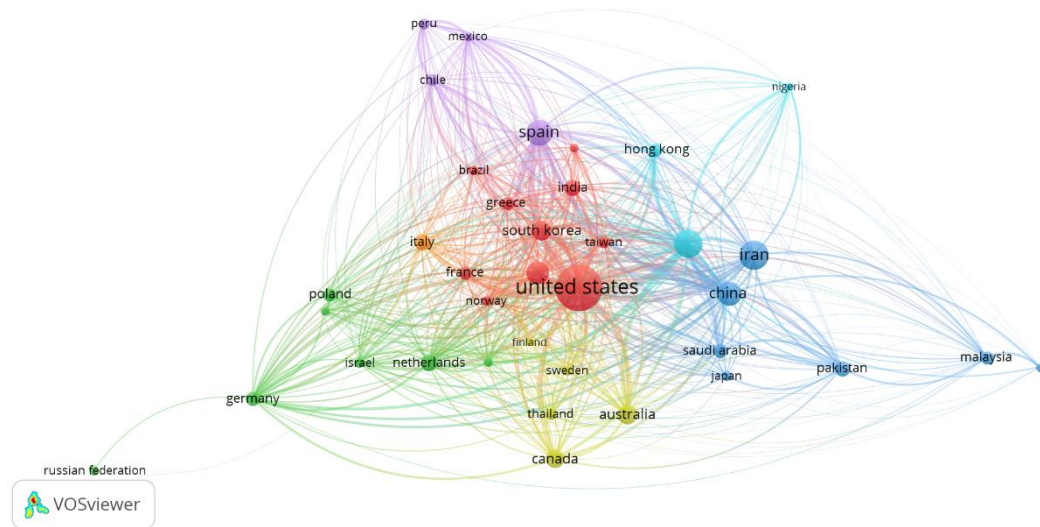 peru
mexico
chile
nigeria
spain
hong kong
brazil
india
greece
south korea
taiwan
italy
iran
france
united states
china
poland
norway
finland
saudi arabia
malaysia
israel
netherlands
sweden
japan
pakistan
germany
thailand
australia
canada
russian federation
VOSviewer